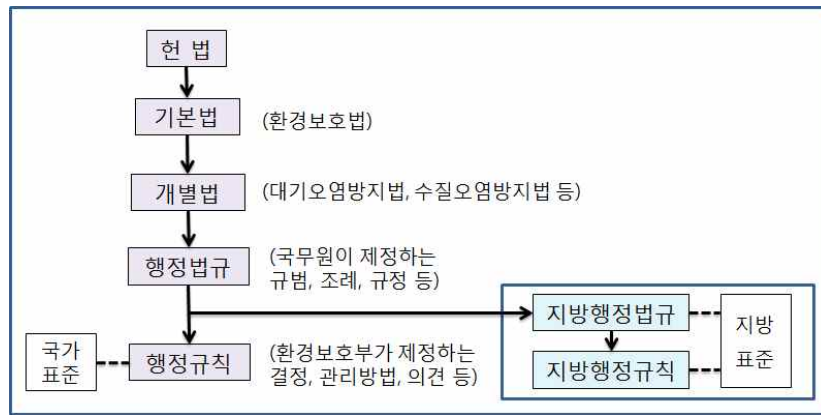 헌 법
기본법
(환경보호법)
개별법
(대기오염방지법, 수질오염방지법 등)
행정법규
(국무원이 제정하는
규범, 조례, 규정 등)
지방행정법규
지방
표준
국가
표준
행정규칙
(환경보호부가 제정하는
결정, 관리방법, 의견 등)
지방행정규칙